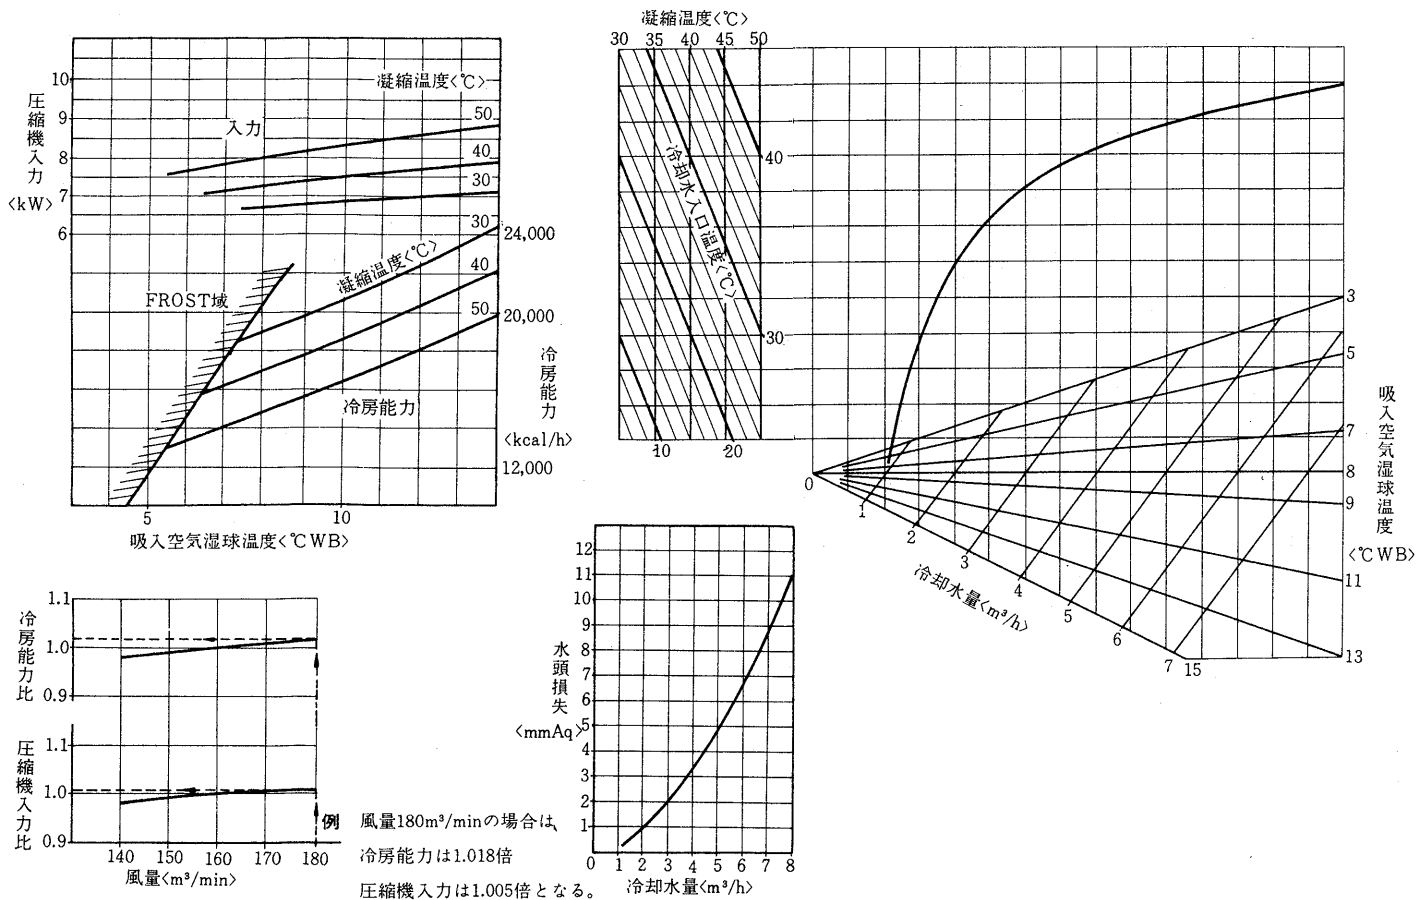 凝縮温度<℃>
10
9
8
7
6
圧縮機入力
<kW>
入力
50
40
30
凝縮温度<℃>
30
40
50
24,000
20,000
12,000
冷房能力
<kcal/h>
FROST域
冷房能力
5 10
吸入空気湿球温度<℃WB>
凝縮温度<℃>
30 35 40 45 50
冷却水入口温度<℃>
40
30
10 20
3
5
7
8
9
11
13
15
吸入空気湿球温度
<℃WB>
0
1
2
3
4
5
6
7
冷却水量<m³/h>
冷房能力比
1.1
1.0
0.9
圧縮機入力比
1.1
1.0
0.9
140 150 160 170 180
風量<m³/min>
例 風量180m³/minの場合は、
冷房能力は1.018倍
圧縮機入力は1.005倍となる。
水頭損失
<mmAq>
12
11
10
9
8
7
6
5
4
3
2
1
0 1 2 3 4 5 6 7 8
冷却水量<m³/h>